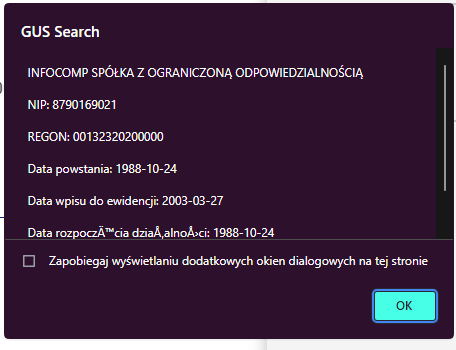 GUS Search
INFOCOMP SPÓŁKA Z OGRANICZONĄ ODPOWIEDZIALNOŚCIĄ
NIP: 8790169021
REGON: 00132320200000
Data powstania: 1988-10-24
Data wpisu do ewidencji: 2003-03-27
Data rozpoczÄ™cia dziaÅ‚alnoÅ›ci: 1988-10-24
Zapobiegaj wyświetlaniu dodatkowych okien dialogowych na tej stronie
OK